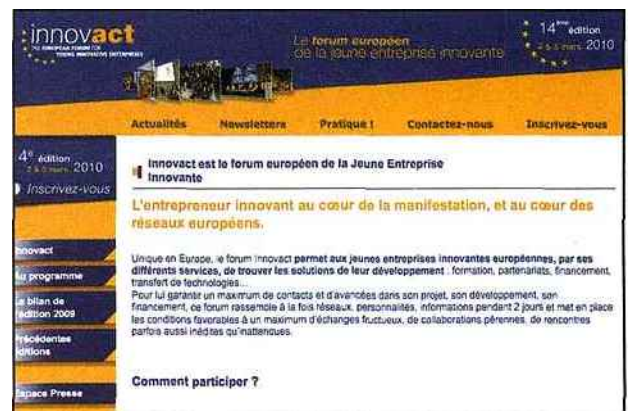 innovact
THE EUROPEAN FORUM FOR
YOUNG INNOVATIVE ENTERPRISES
Le forum européen
de la jeune entreprise innovante
14ème édition
2 & 3 mars 2010
Actualités Newsletters Pratique ! Contactez-nous Inscrivez-vous
4e édition
2 & 3 mars 2010
Inscrivez-vous
Innovact
Au programme
Le bilan de
l'édition 2009
Précédentes
éditions
Espace Presse
Innovact est le forum européen de la Jeune Entreprise
Innovante
L'entrepreneur innovant au cœur de la manifestation, et au cœur des
réseaux européens.
Unique en Europe, le forum Innovact permet aux jeunes entreprises innovantes européennes, par ses
différents services, de trouver les solutions de leur développement : formation, partenariats, financement,
transfert de technologies...
Pour lui garantir un maximum de contacts et d'avancées dans son projet, son développement, son
financement, ce forum rassemble à la fois réseaux, personnalités, informations pendant 2 jours et met en place
les conditions favorables à un maximum d'échanges fructueux, de collaborations pérennes, de rencontres
parfois aussi inédites qu'inattendues.
Comment participer ?